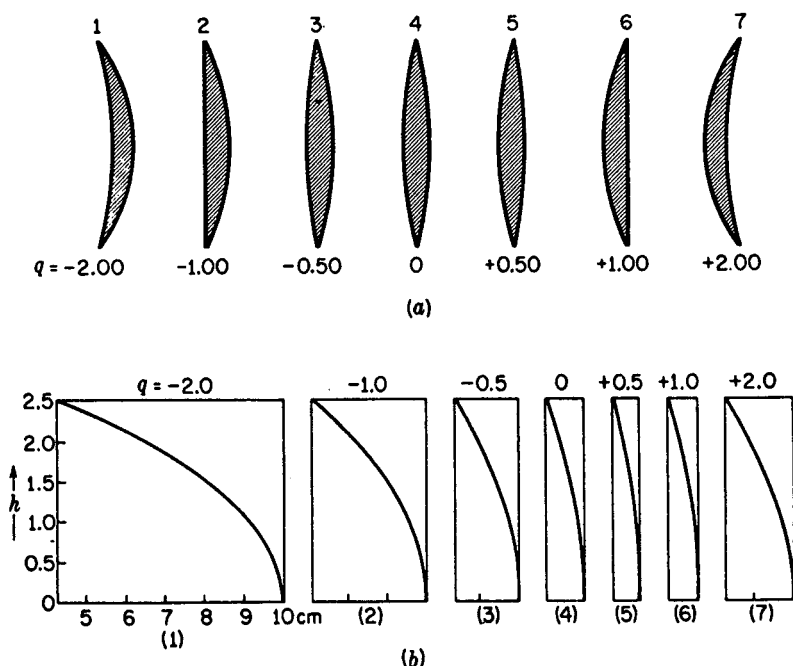 1 2 3 4 5 6 7
q = -2.00 -1.00 -0.50 0 +0.50 +1.00 +2.00
(a)
q = -2.0 -1.0 -0.5 0 +0.5 +1.0 +2.0
2.5
2.0
1.5
h
1.0
0.5
0
5 6 7 8 9 10 cm (2) (3) (4) (5) (6) (7)
(1)
(b)